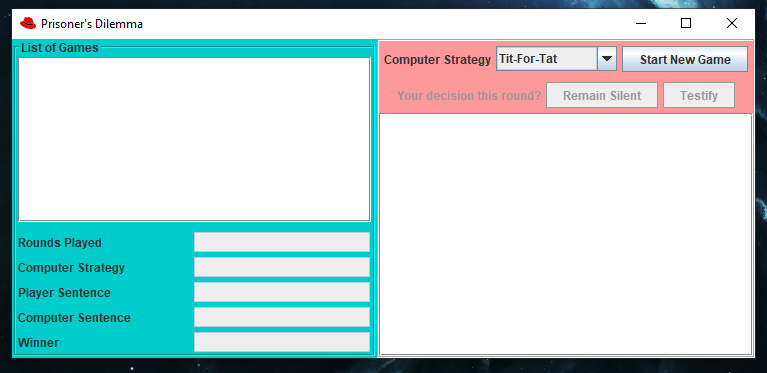 Prisoner's Dilemma
List of Games
Rounds Played
Computer Strategy
Player Sentence
Computer Sentence
Winner
Computer Strategy Tit-For-Tat Start New Game
Your decision this round? Remain Silent Testify